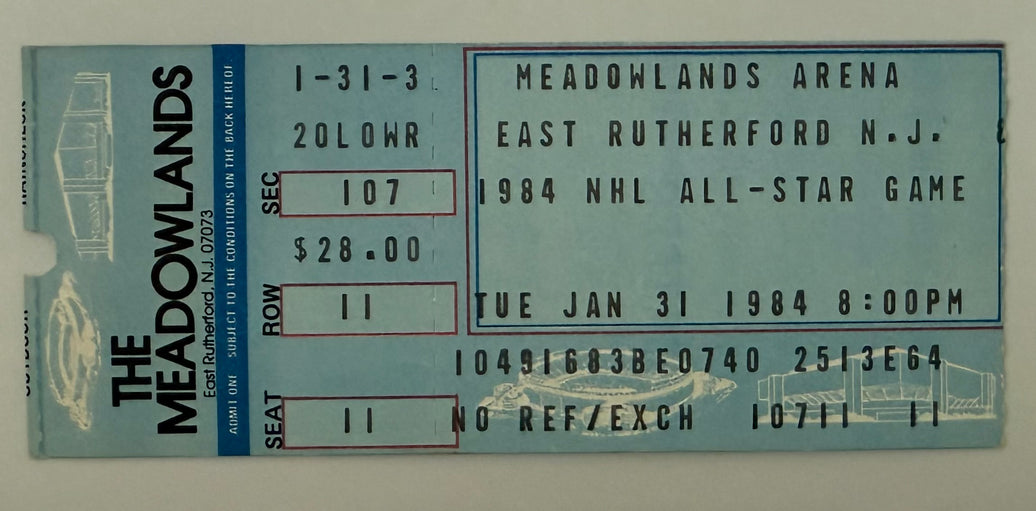 THE
MEADOWLANDS
East Rutherford, N.J. 07073
ADMIT ONE SUBJECT TO THE CONDITIONS ON THE BACK HEREOF
1-31-3
20LOWR
SEC 107
$28.00
ROW 11
SEAT 11
MEADOWLANDS ARENA
EAST RUTHERFORD N.J.
1984 NHL ALL-STAR GAME
TUE JAN 31 1984 8:00PM
10491683BE0740 2513E64
NO REF/EXCH 10711 11